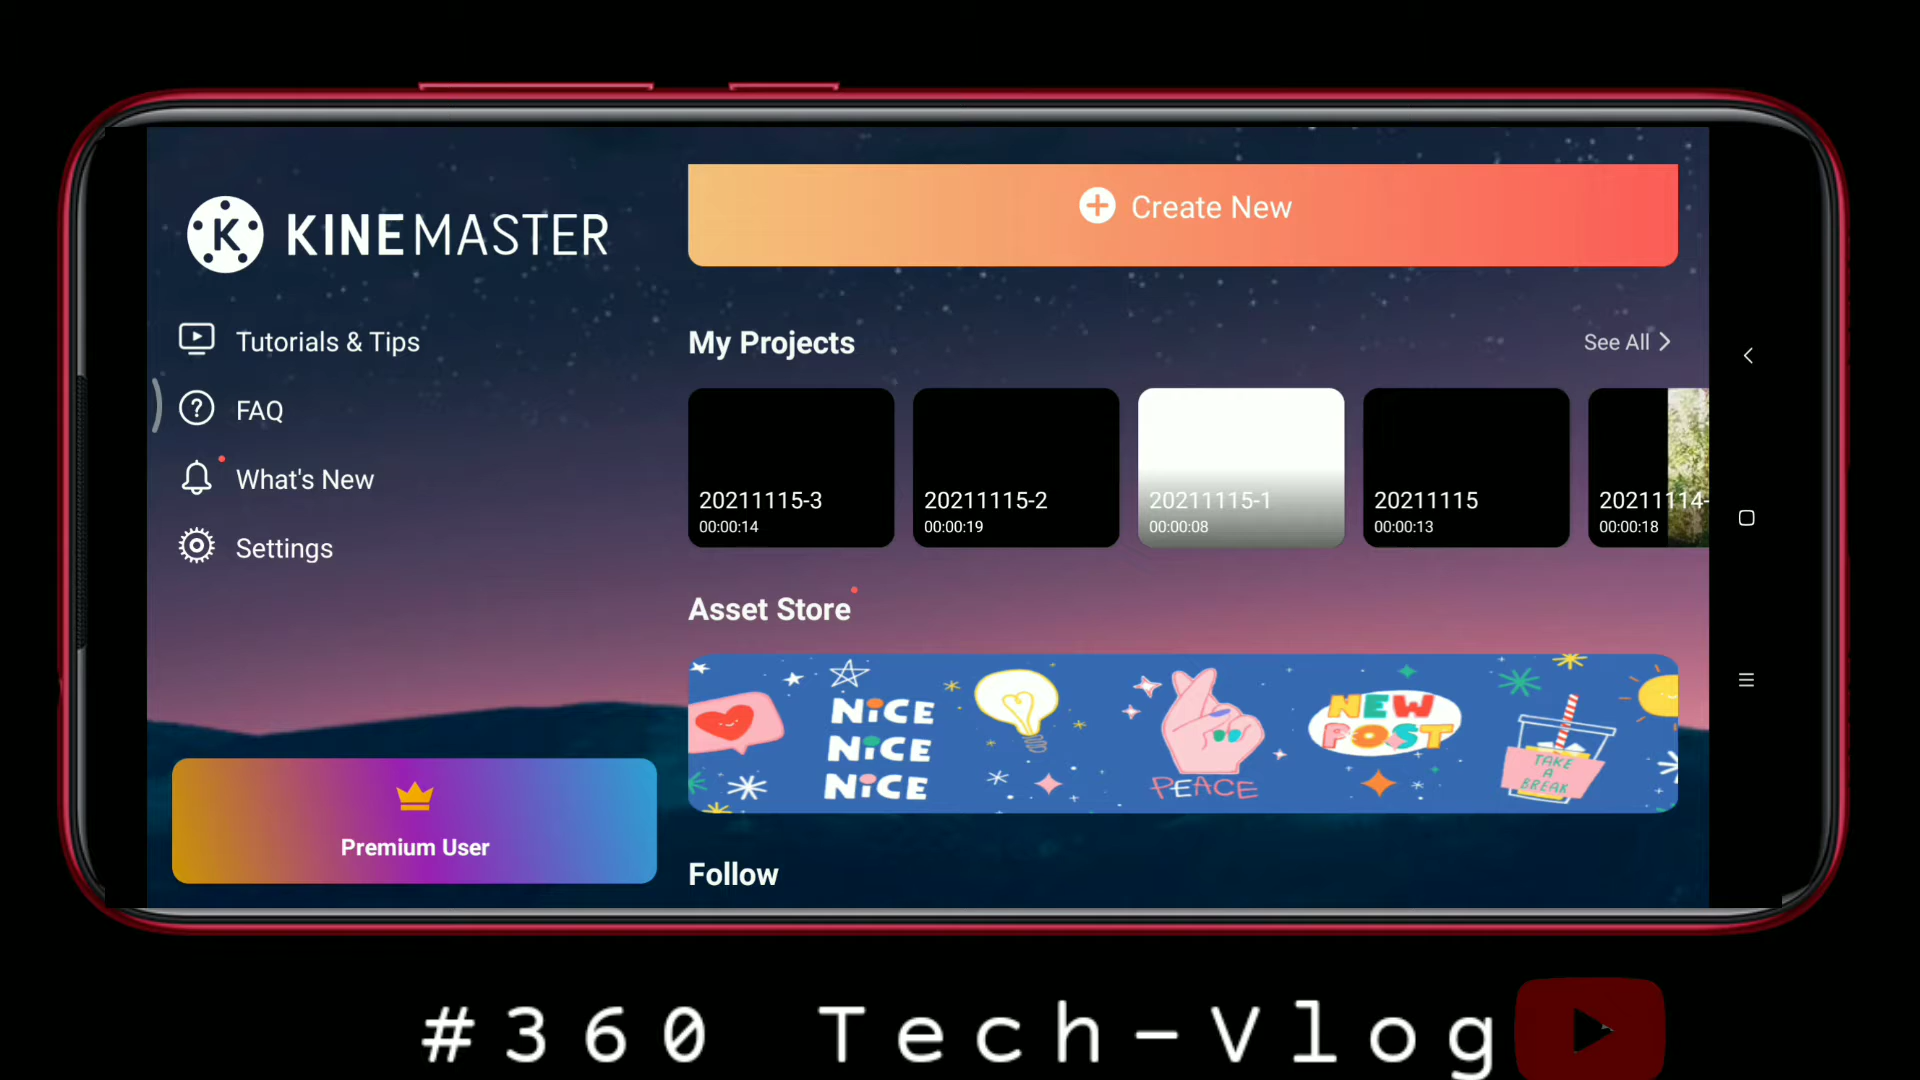 K KINEMASTER
Tutorials & Tips
FAQ
What's New
Settings
Premium User
Create New
My Projects
See All
20211115-3
00:00:14
20211115-2
00:00:19
20211115-1
00:00:08
20211115
00:00:13
20211114-
00:00:18
Asset Store
NiCE
NiCE
NiCE
PEACE
NEW
POST
TAKE
A
BREAK
Follow
#360 Tech-Vlog